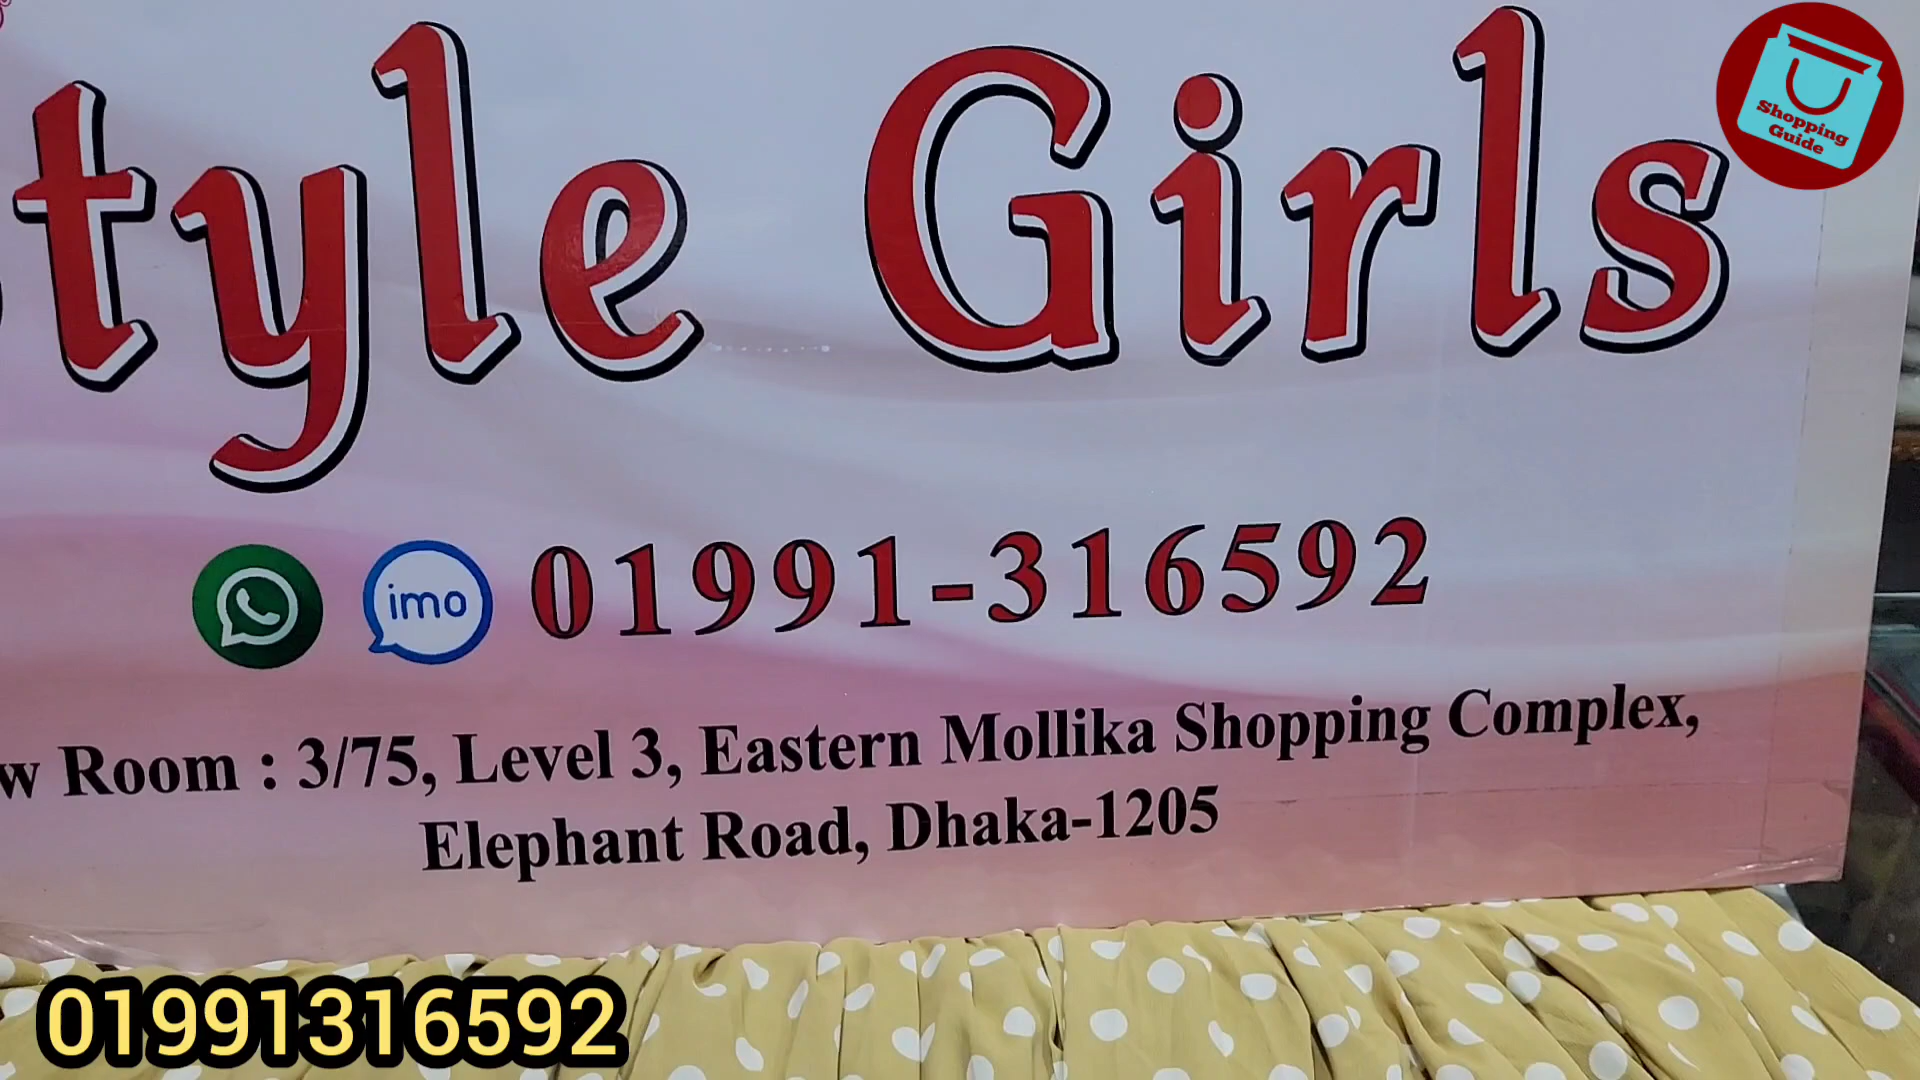 Style Girls
imo 01991-316592
w Room : 3/75, Level 3, Eastern Mollika Shopping Complex,
Elephant Road, Dhaka-1205
01991316592
Shopping
Guide